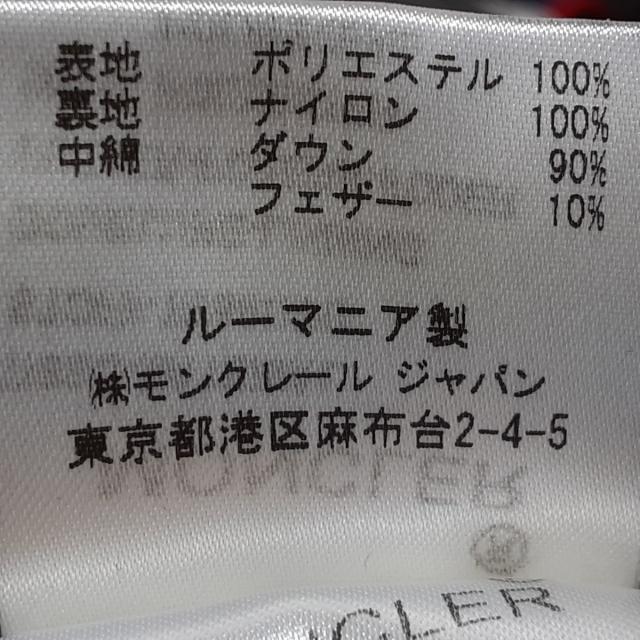 表地 ポリエステル 100%
裏地 ナイロン 100%
中綿 ダウン 90%
フェザー 10%
ルーマニア製
㈱モンクレール ジャパン
東京都港区麻布台2-4-5
MONCLER
NCLER